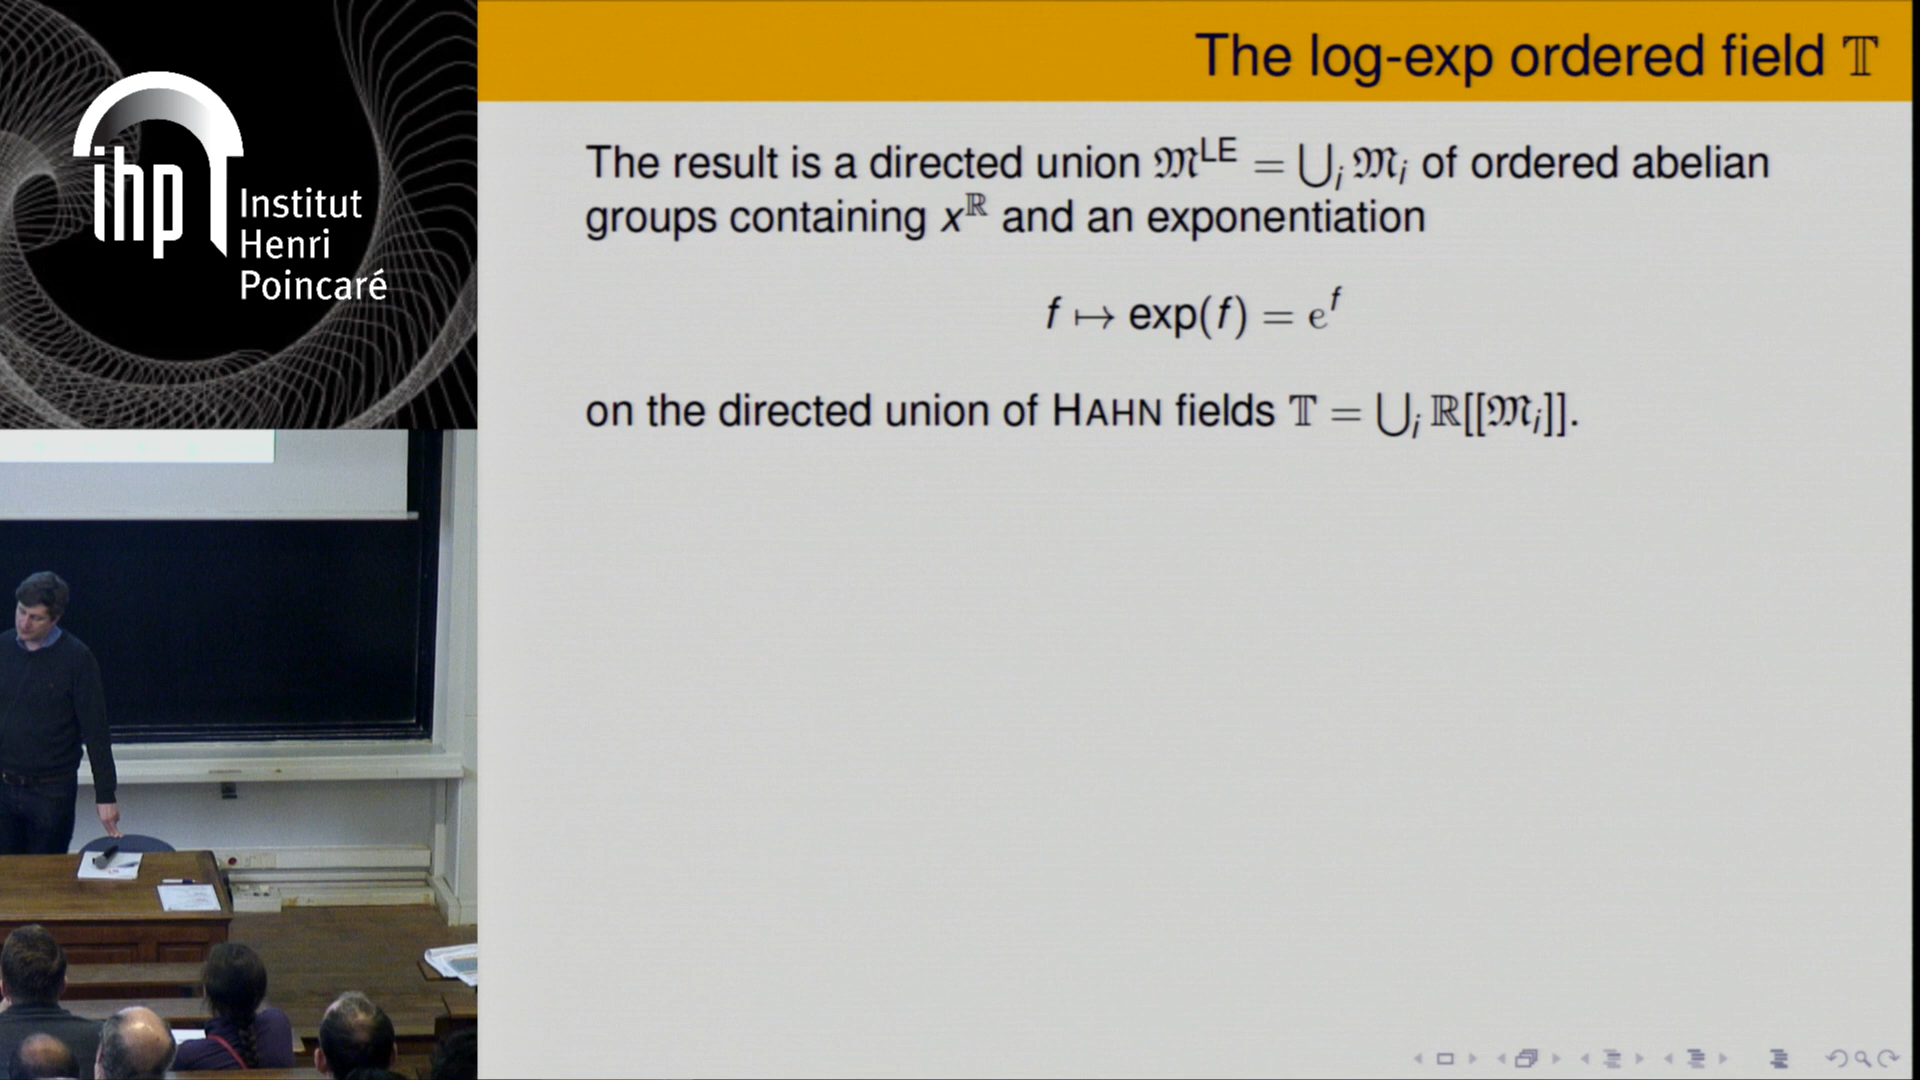 ihp
Institut
Henri
Poincaré
The log-exp ordered field 𝕋
The result is a directed union 𝔐^LE = ⋃_i 𝔐_i of ordered abelian
groups containing x^ℝ and an exponentiation
f ↦ exp(f) = e^f
on the directed union of HAHN fields 𝕋 = ⋃_i ℝ[[𝔐_i]].